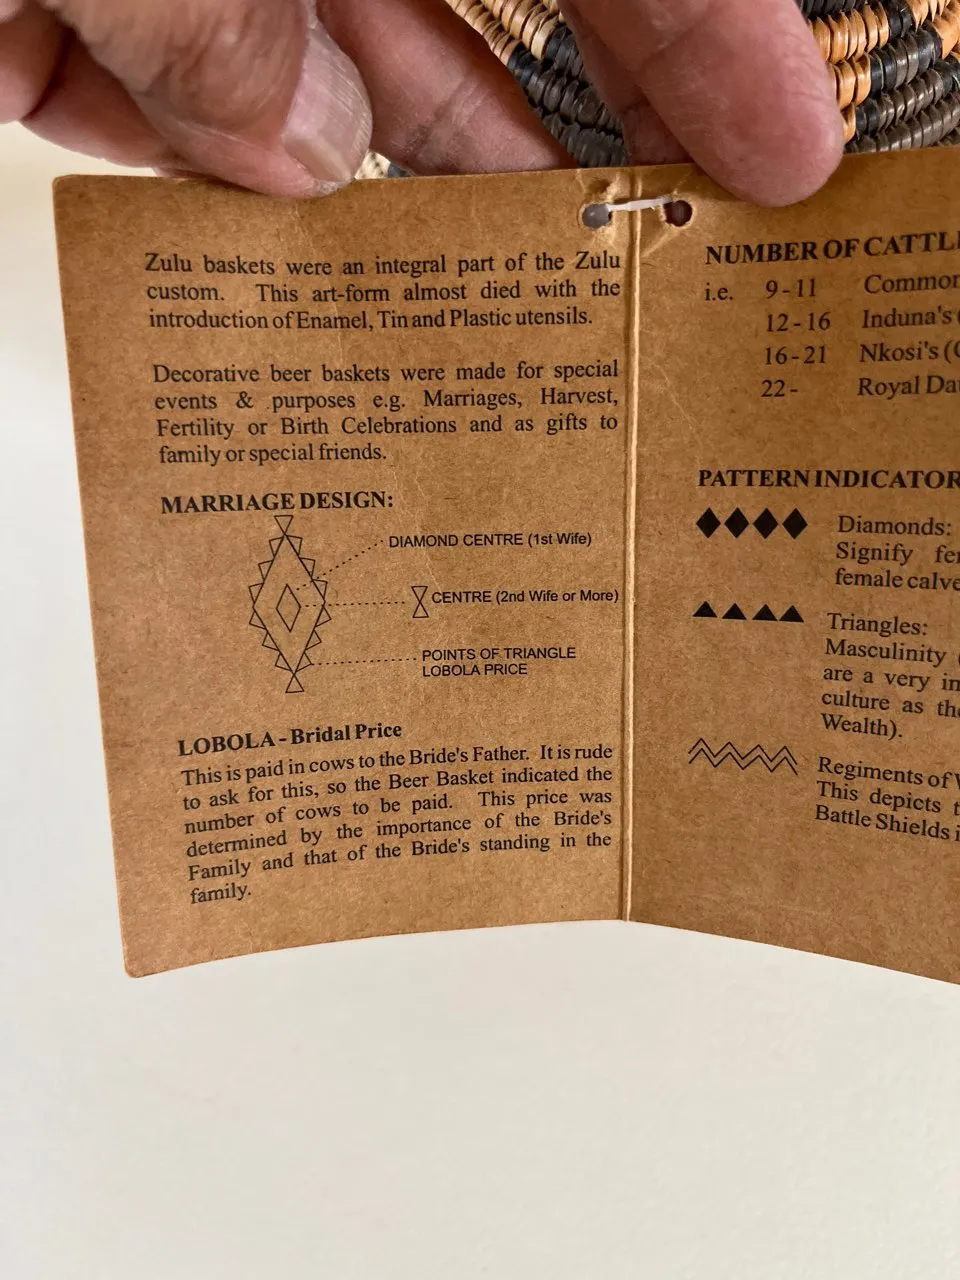 Zulu baskets were an integral part of the Zulu
custom. This art-form almost died with the
introduction of Enamel, Tin and Plastic utensils.
Decorative beer baskets were made for special
events & purposes e.g. Marriages, Harvest,
Fertility or Birth Celebrations and as gifts to
family or special friends.
MARRIAGE DESIGN:
DIAMOND CENTRE (1st Wife)
CENTRE (2nd Wife or More)
POINTS OF TRIANGLE
LOBOLA PRICE
LOBOLA - Bridal Price
This is paid in cows to the Bride's Father. It is rude
to ask for this, so the Beer Basket indicated the
number of cows to be paid. This price was
determined by the importance of the Bride's
Family and that of the Bride's standing in the
family.
NUMBER OF
i.e. 9 - 11
12 - 16 Induna's
16 - 21 Nkosi's
22 - Royal
PATTERN
Diamonds:
Signify
female
Triangles:
Masculinity
are a very
culture as
Wealth).
Regiments of
This depicts
Battle Shields